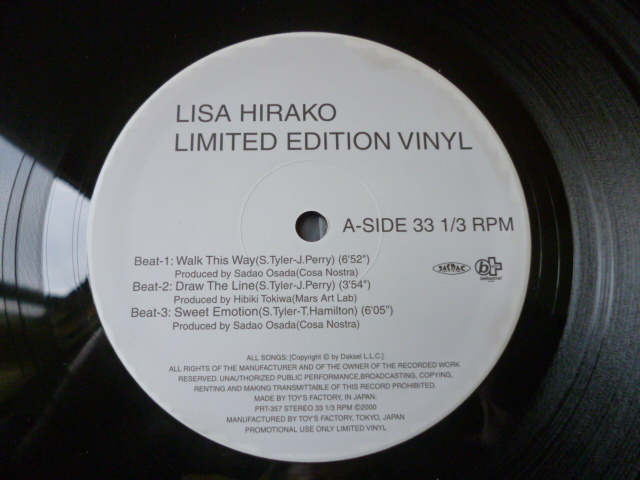 LISA HIRAKO
LIMITED EDITION VINYL
A-SIDE 33 1/3 RPM
Beat-1: Walk This Way(S.Tyler-J.Perry) (6'52")
Produced by Sadao Osada(Cosa Nostra)
Beat-2: Draw The Line(S.Tyler-J.Perry) (3'54")
Produced by Hibiki Tokiwa(Mars Art Lab)
Beat-3: Sweet Emotion(S.Tyler-T.Hamilton) (6'05")
Produced by Sadao Osada(Cosa Nostra)
ALL SONGS: [Copyright © by Daksel L.L.C.]
ALL RIGHTS OF THE MANUFACTURER AND OF THE OWNER OF THE RECORDED WORK
RESERVED. UNAUTHORIZED PUBLIC PERFORMANCE,BROADCASTING, COPYING,
RENTING AND MAKING TRANSMITTABLE OF THIS RECORD PROHIBITED.
MADE BY TOY'S FACTORY, IN JAPAN.
PRT-357 STEREO 33 1/3 RPM ©2000
MANUFACTURED BY TOY'S FACTORY, TOKYO, JAPAN
PROMOTIONAL USE ONLY LIMITED VINYL